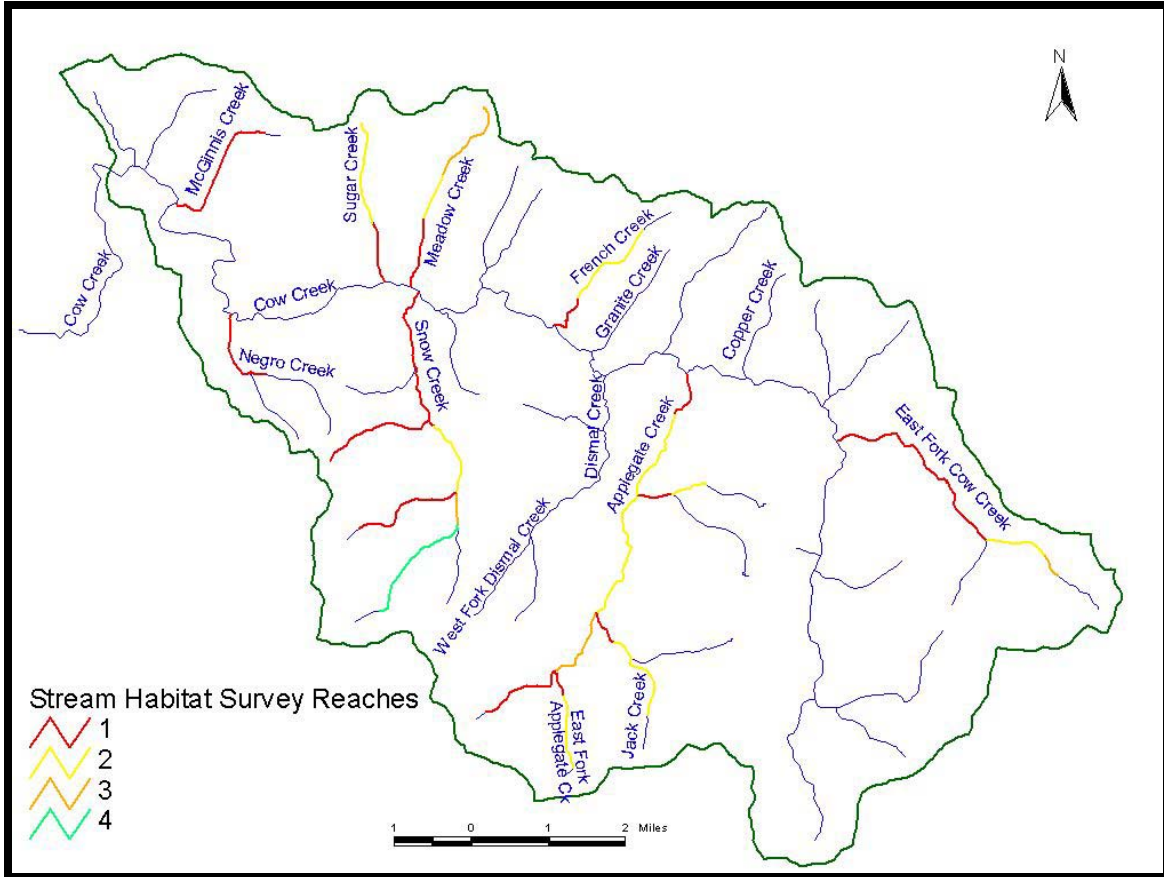 N
McGinnis Creek
Sugar Creek
Meadow Creek
French Creek
Granite Creek
Cow Creek
Cow Creek
Copper Creek
Snow Creek
Negro Creek
Dismal Creek
Applegate Creek
East Fork Cow Creek
West Fork Dismal Creek
Jack Creek
East Fork
Applegate Ck
Stream Habitat Survey Reaches
1
2
3
4
1 0 1 2 Miles